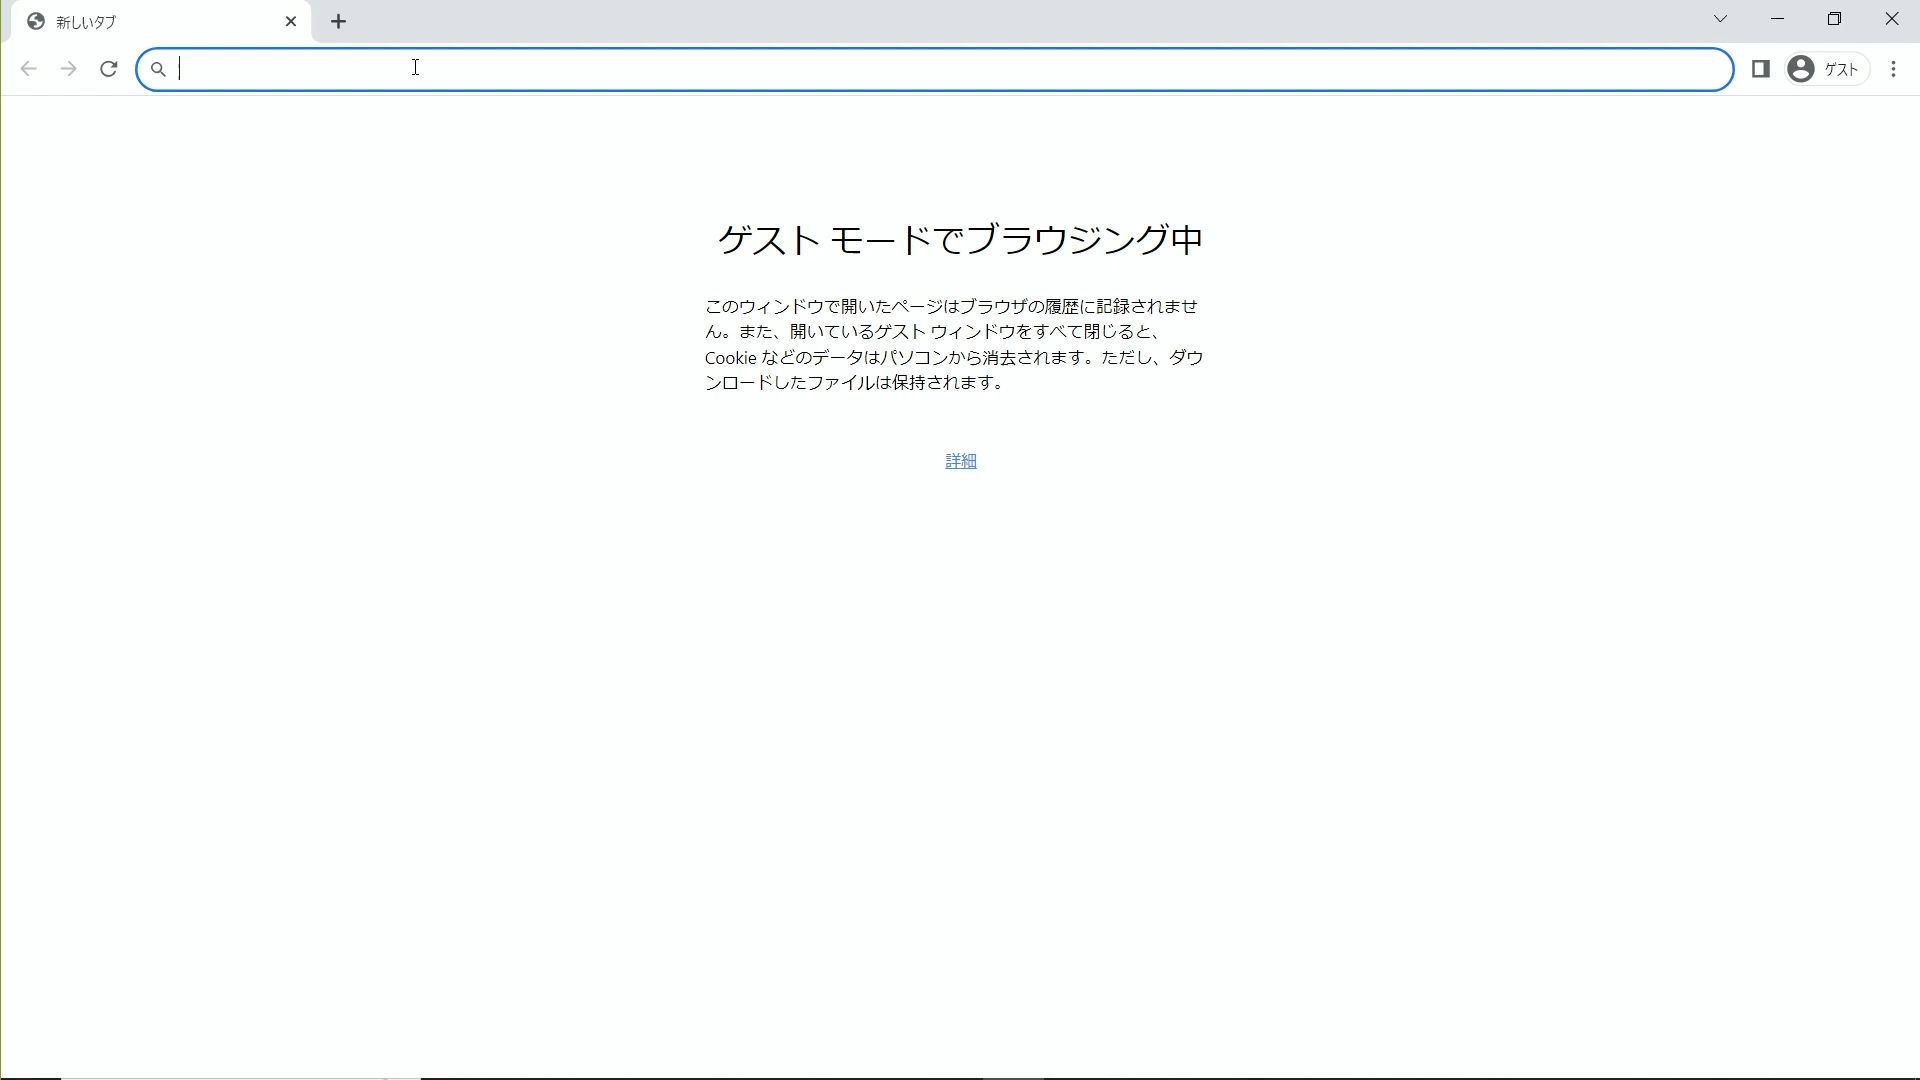 新しいタブ
ゲスト
ゲスト モードでブラウジング中
このウィンドウで開いたページはブラウザの履歴に記録されませ
ん。また、開いているゲスト ウィンドウをすべて閉じると、
Cookie などのデータはパソコンから消去されます。ただし、ダウ
ンロードしたファイルは保持されます。
詳細